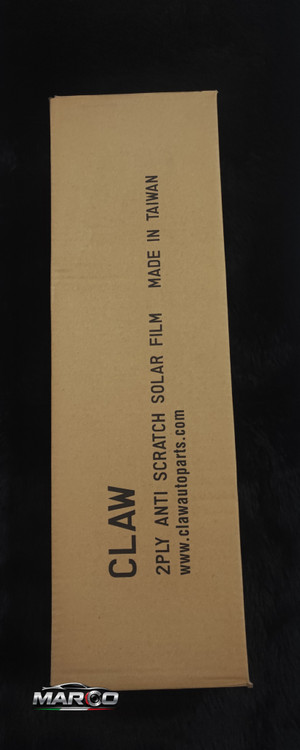 CLAW
2PLY ANTI SCRATCH SOLAR FILM MADE IN TAIWAN
www.clawautoparts.com
MARCO